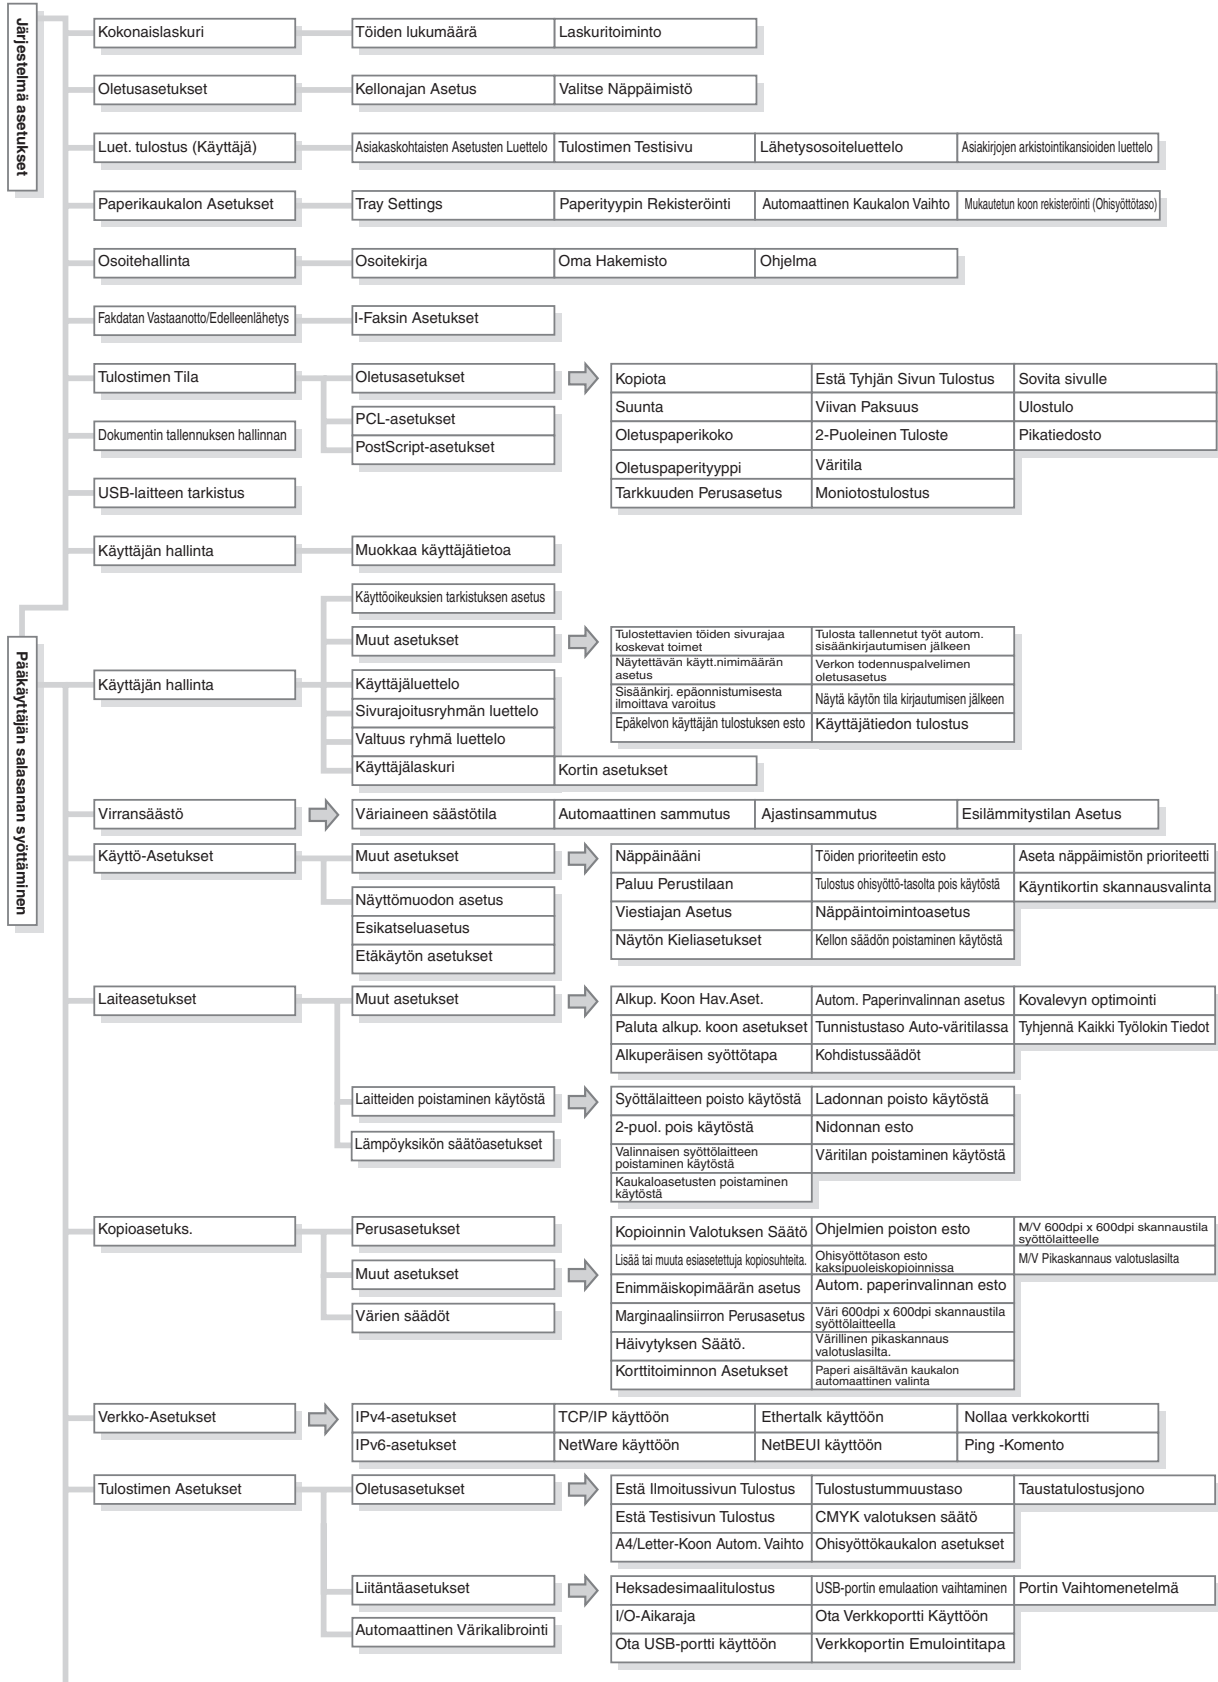 Järjestelmä asetukset
Kokonaislaskuri
Töiden lukumäärä
Laskuritoiminto
Oletusasetukset
Kellonajan Asetus
Valitse Näppäimistö
Luet. tulostus (Käyttäjä)
Asiakaskohtaisten Asetusten Luettelo
Tulostimen Testisivu
Lähetysosoiteluettelo
Asiakirjojen arkistointikansioiden luettelo
Paperikaukalon Asetukset
Tray Settings
Paperityypin Rekisteröinti
Automaattinen Kaukalon Vaihto
Mukautetun koon rekisteröinti (Ohisyöttötaso)
Osoitehallinta
Osoitekirja
Oma Hakemisto
Ohjelma
Fakdatan Vastaanotto/Edelleenlähetys
I-Faksin Asetukset
Tulostimen Tila
Oletusasetukset
Kopiota
Estä Tyhjän Sivun Tulostus
Sovita sivulle
Suunta
Viivan Paksuus
Ulostulo
PCL-asetukset
Oletuspaperikoko
2-Puoleinen Tuloste
Pikatiedosto
Dokumentin tallennuksen hallinnan
PostScript-asetukset
Oletuspaperityyppi
Väritila
USB-laitteen tarkistus
Tarkkuuden Perusasetus
Moniotostulostus
Käyttäjän hallinta
Muokkaa käyttäjätietoa
Pääkäyttäjän salasanan syöttäminen
Käyttäjän hallinta
Käyttöoikeuksien tarkistuksen asetus
Muut asetukset
Tulostettavien töiden sivurajaa
koskevat toimet
Tulosta tallennetut työt autom.
sisäänkirjautumisen jälkeen
Näytettävän käytt.nimimäärän
asetus
Verkon todennuspalvelimen
oletusasetus
Sisäänkirj. epäonnistumisesta
ilmoittava varoitus
Näytä käytön tila kirjautumisen jälkeen
Epäkelvon käyttäjän tulostuksen esto
Käyttäjätiedon tulostus
Käyttäjäluettelo
Sivurajoitusryhmän luettelo
Valtuus ryhmä luettelo
Käyttäjälaskuri
Kortin asetukset
Virransäästö
Väriaineen säästötila
Automaattinen sammutus
Ajastinsammutus
Esilämmitystilan Asetus
Käyttö-Asetukset
Muut asetukset
Näppäinääni
Töiden prioriteetin esto
Aseta näppäimistön prioriteetti
Paluu Perustilaan
Tulostus ohisyöttö-tasolta pois käytöstä
Käyntikortin skannausvalinta
Viestiajan Asetus
Näppäintoimintoasetus
Näytön Kieliasetukset
Kellon säädön poistaminen käytöstä
Näyttömuodon asetus
Esikatseluasetus
Etäkäytön asetukset
Laiteasetukset
Muut asetukset
Alkup. Koon Hav.Aset.
Autom. Paperinvalinnan asetus
Kovalevyn optimointi
Paluta alkup. koon asetukset
Tunnistustaso Auto-väritilassa
Tyhjennä Kaikki Työlokin Tiedot
Alkuperäisen syöttötapa
Kohdistussäädöt
Laitteiden poistaminen käytöstä
Syöttälaitteen poisto käytöstä
Ladonnan poisto käytöstä
2-puol. pois käytöstä
Nidonnan esto
Valinnaisen syöttölaitteen
poistaminen käytöstä
Väritilan poistaminen käytöstä
Kaukaloasetusten poistaminen
käytöstä
Lämpöyksikön säätöasetukset
Kopioasetuks.
Perusasetukset
Muut asetukset
Kopioinnin Valotuksen Säätö
Ohjelmien poiston esto
M/V 600dpi x 600dpi skannaustila
syöttölaitteelle
Lisää tai muuta esiasetettuja kopiosuhteita.
Ohisyöttötason esto
kaksipuoleiskopioinnissa
M/V Pikaskannaus valotuslasilta
Enimmäiskopimäärän asetus
Autom. paperinvalinnan esto
Marginaalinsiirron Perusasetus
Väri 600dpi x 600dpi skannaustila
syöttölaitteella
Häivytyksen Säätö.
Värillinen pikaskannaus
valotuslasilta.
Korttitoiminnon Asetukset
Paperi aisältävän kaukalon
automaattinen valinta
Värien säädöt
Verkko-Asetukset
IPv4-asetukset
TCP/IP käyttöön
Ethertalk käyttöön
Nollaa verkkokortti
IPv6-asetukset
NetWare käyttöön
NetBEUI käyttöön
Ping -Komento
Tulostimen Asetukset
Oletusasetukset
Estä Ilmoitussivun Tulostus
Tulostustummuustaso
Taustatulostusjono
Estä Testisivun Tulostus
CMYK valotuksen säätö
A4/Letter-Koon Autom. Vaihto
Ohisyöttökaukalon asetukset
Liitäntäasetukset
Heksadesimaalitulostus
USB-portin emulaation vaihtaminen
Portin Vaihtomenetelmä
I/O-Aikaraja
Ota Verkkoportti Käyttöön
Ota USB-portti käyttöön
Verkkoportin Emulointitapa
Automaattinen Värikalibrointi